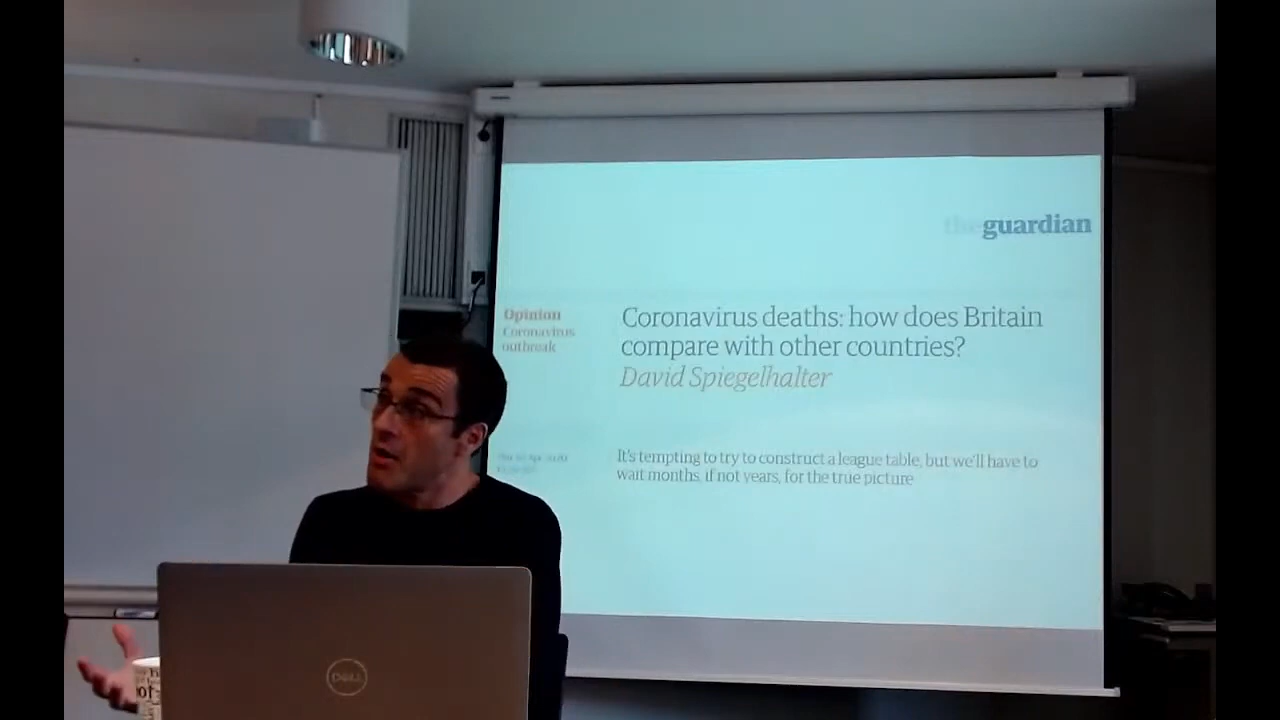 theguardian
Opinion
Coronavirus
outbreak
Coronavirus deaths: how does Britain
compare with other countries?
David Spiegelhalter
It's tempting to try to construct a league table, but we'll have to
wait months, if not years, for the true picture
DELL
of